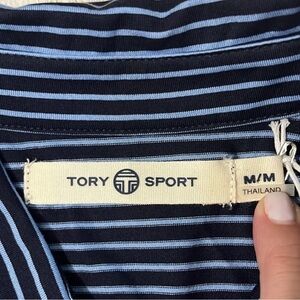 TORY SPORT
M/M
THAILAND